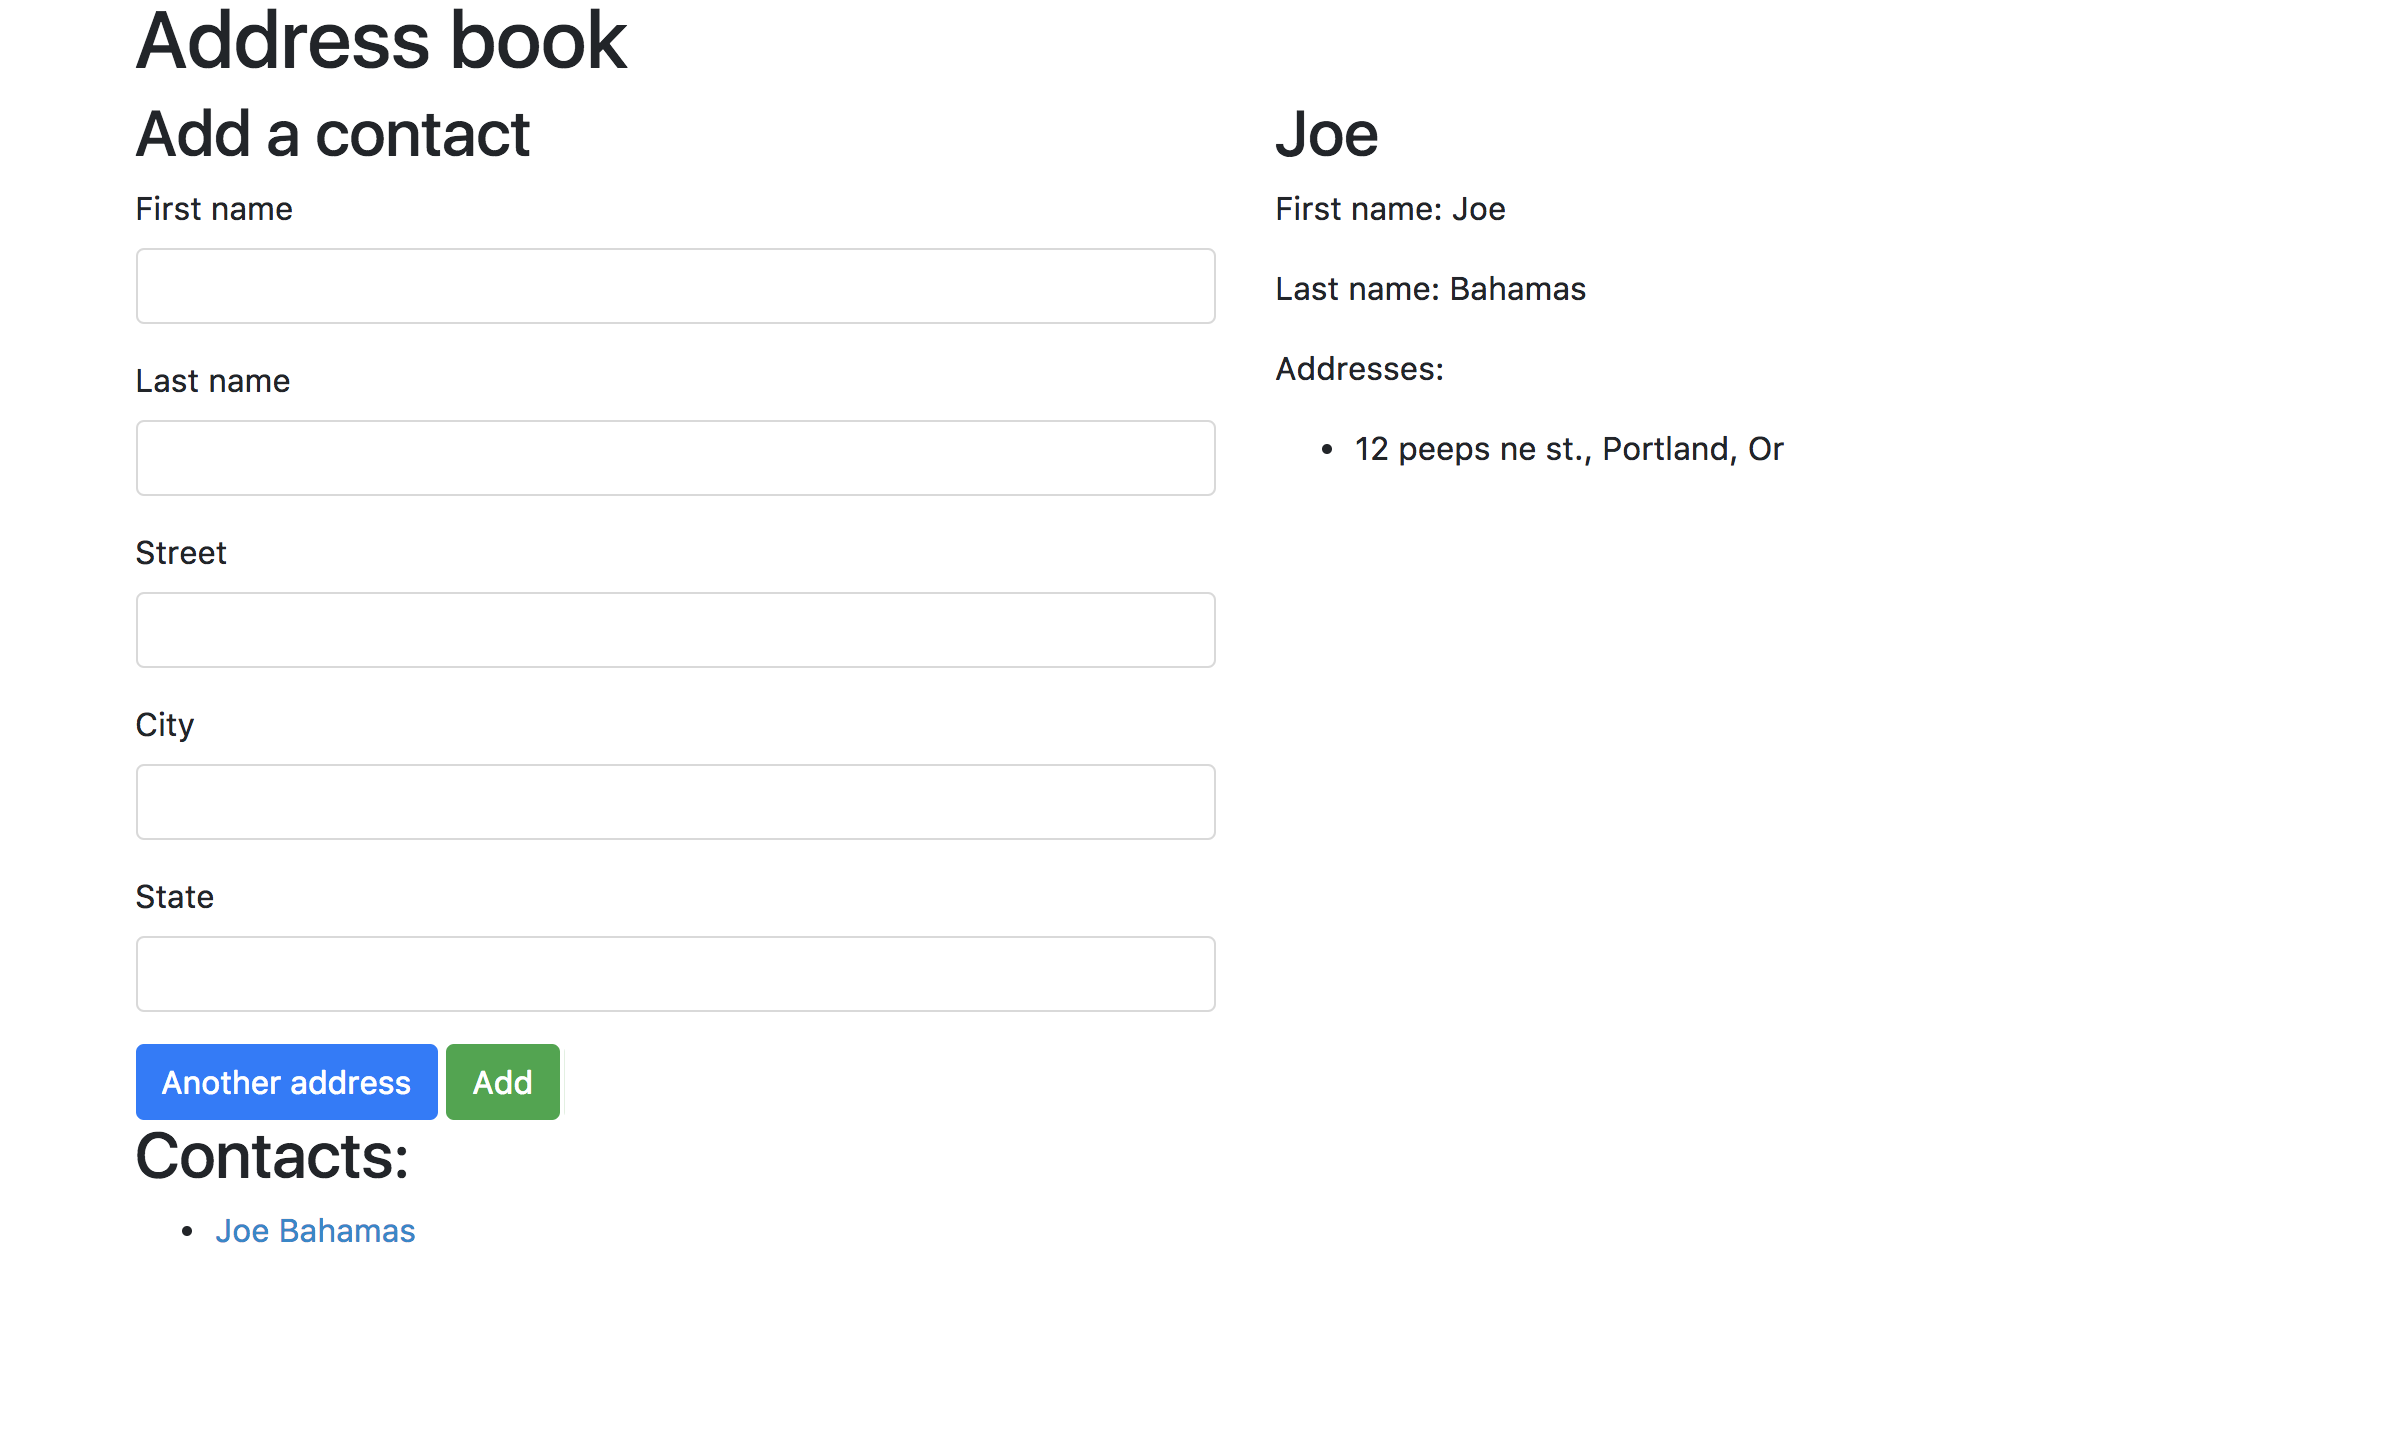 Address book
Add a contact
First name
Last name
Street
City
State
Another address Add
Contacts:
• Joe Bahamas
Joe
First name: Joe
Last name: Bahamas
Addresses:
• 12 peeps ne st., Portland, Or